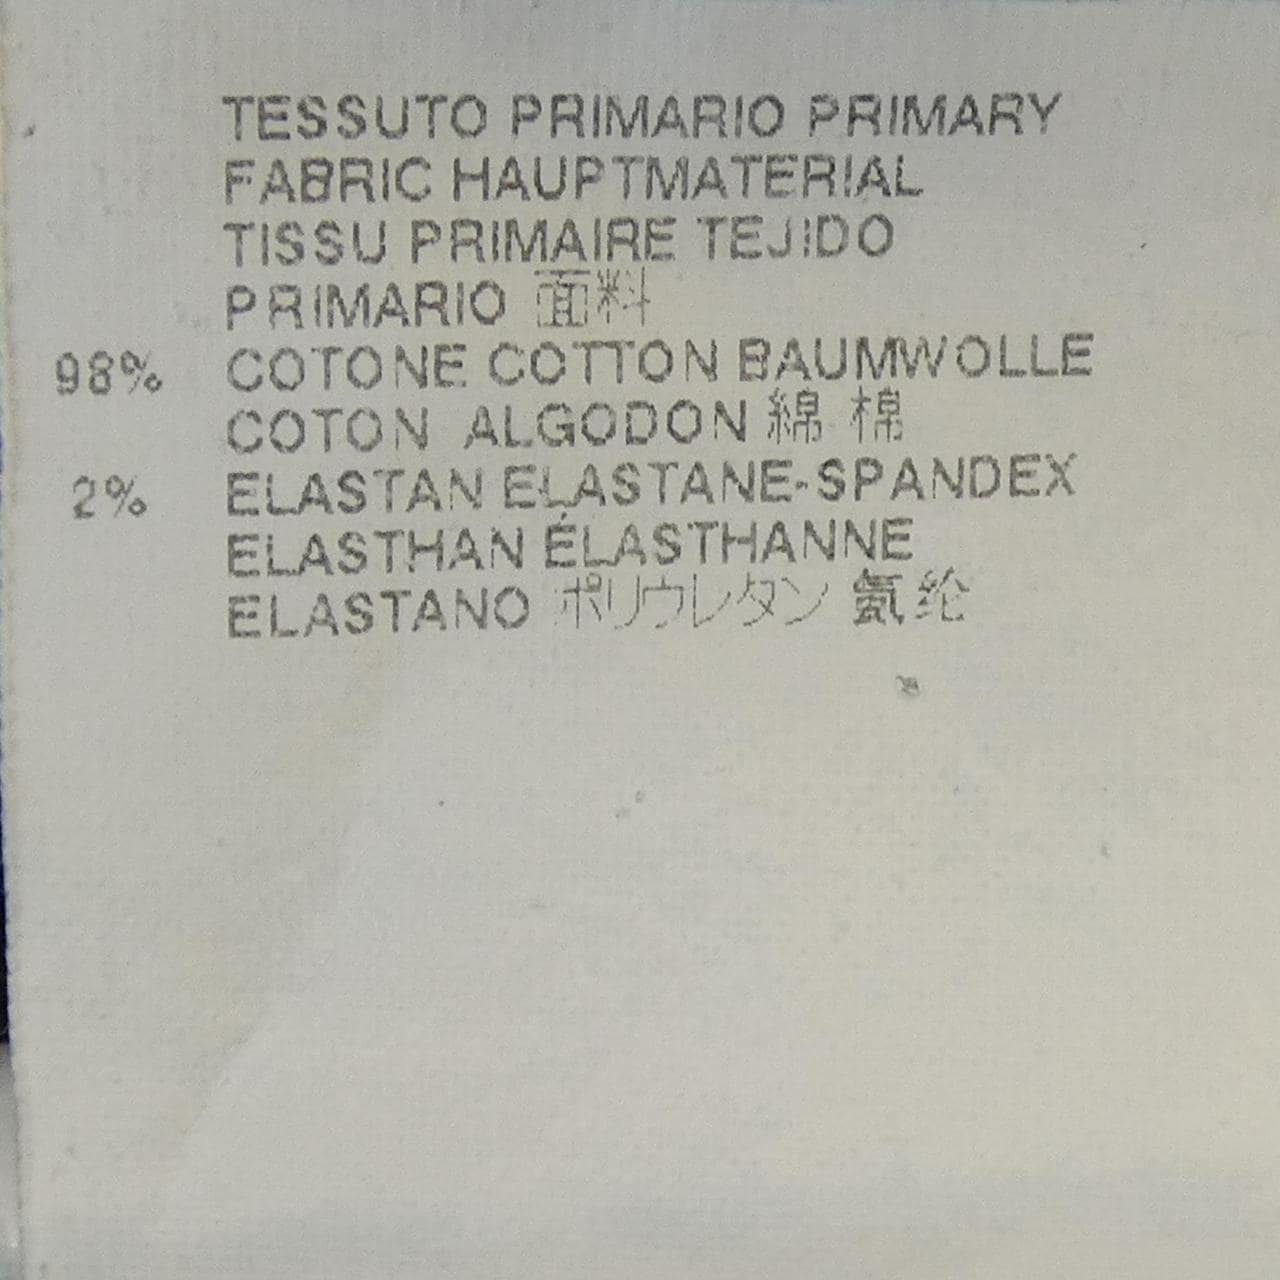 TESSUTO PRIMARIO PRIMARY
FABRIC HAUPTMATERIAL
TISSU PRIMAIRE TEJIDO
PRIMARIO 面料
98% COTONE COTTON BAUMWOLLE
COTON ALGODON 綿 棉
2% ELASTAN ELASTANE-SPANDEX
ELASTHAN ÉLASTHANNE
ELASTANO ポリウレタン 氨纶